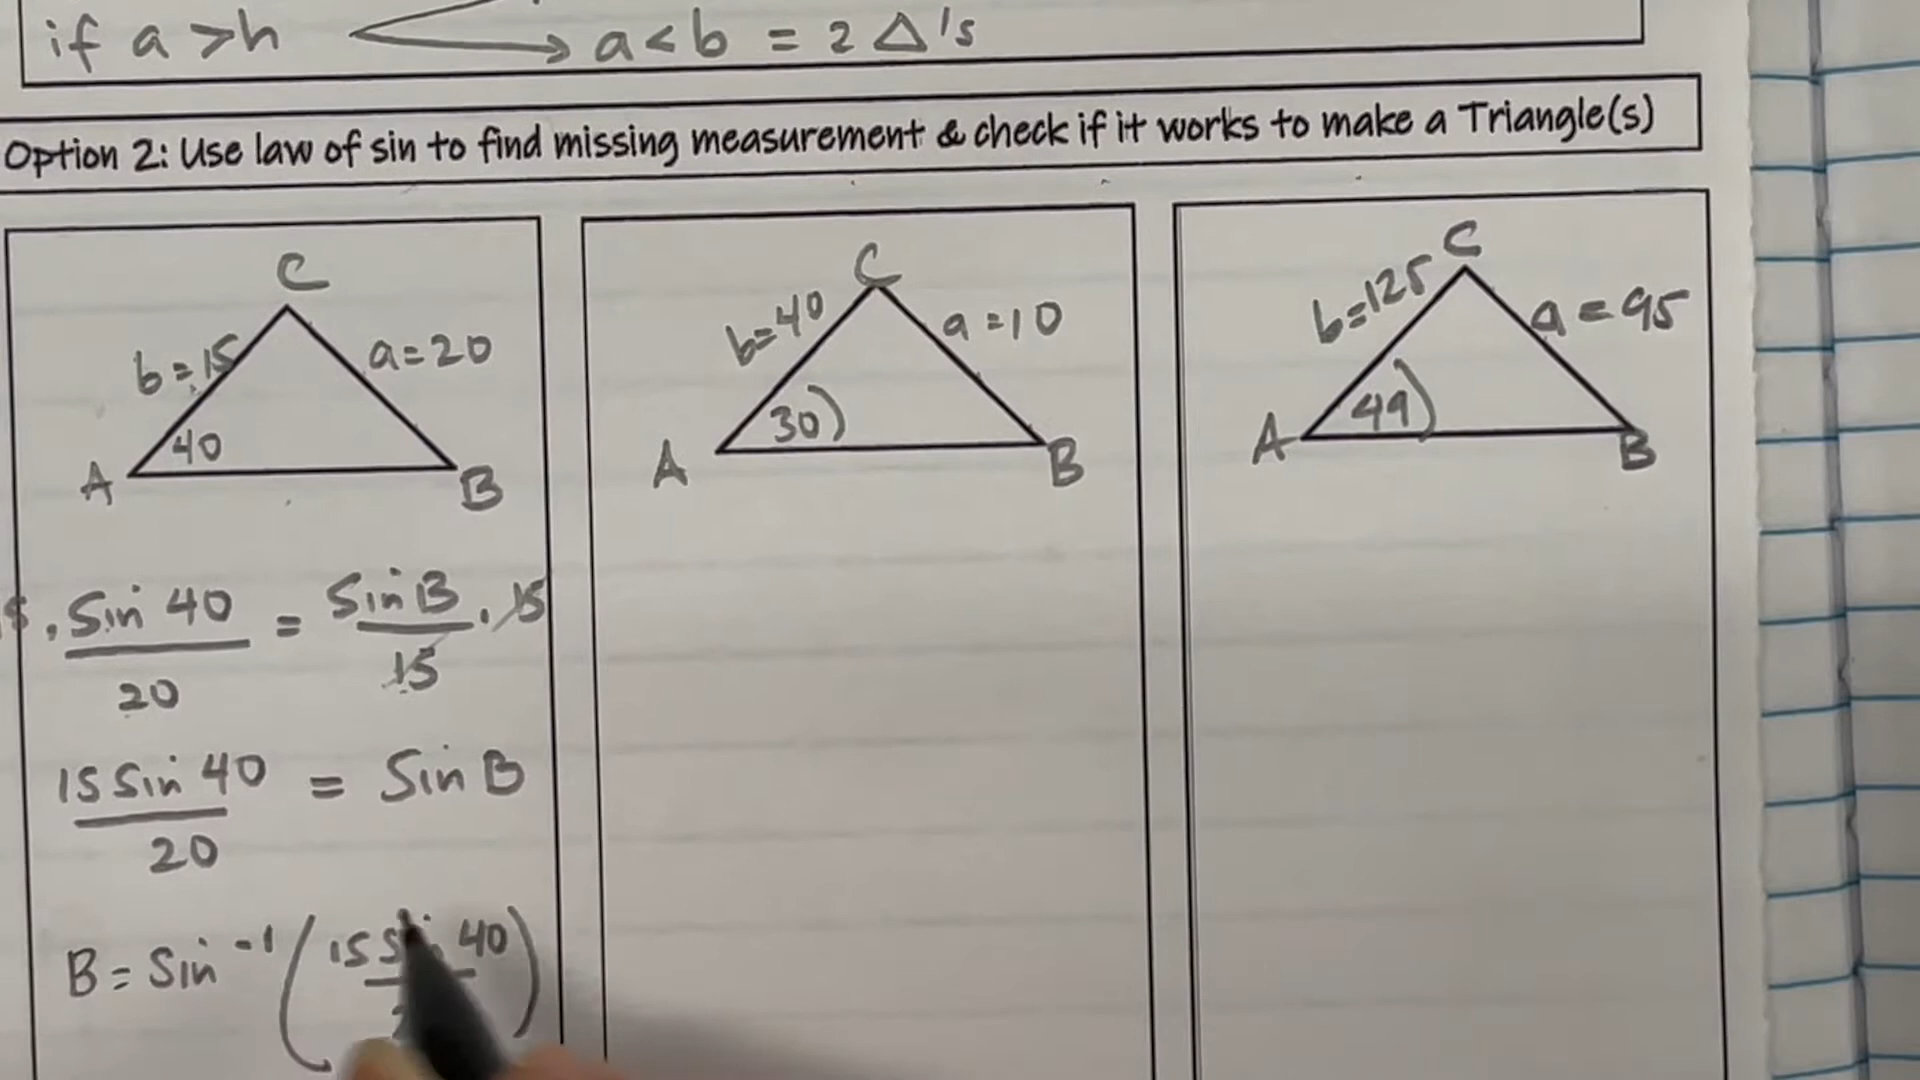 if a > h → a < b = 2 △'s
Option 2: Use law of sin to find missing measurement & check if it works to make a Triangle(s)
C
b = 15
a = 20
40
A
B
. Sin 40 / 20 = Sin B / 15 . 15
15 Sin 40 / 20 = Sin B
B = Sin⁻¹ ( 15 40 )
C
b = 40
a = 10
30
A
B
C
b = 125
a = 95
A
B